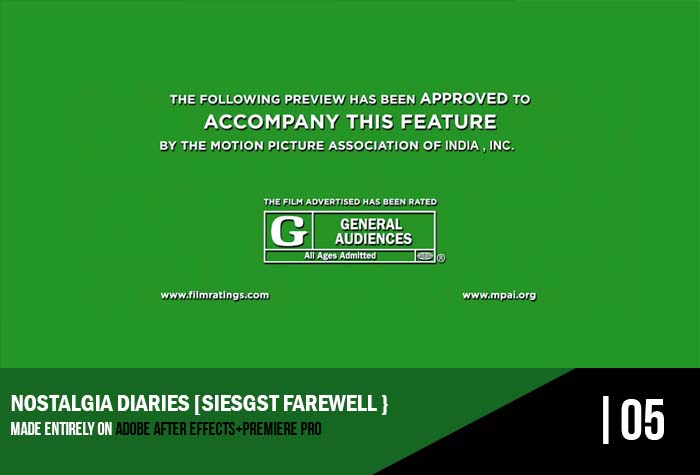 THE FOLLOWING PREVIEW HAS BEEN APPROVED TO
ACCOMPANY THIS FEATURE
BY THE MOTION PICTURE ASSOCIATION OF INDIA , INC.
THE FILM ADVERTISED HAS BEEN RATED
G GENERAL
AUDIENCES
All Ages Admitted ®
www.filmratings.com www.mpai.org
NOSTALGIA DIARIES [SIESGST FAREWELL }
MADE ENTIRELY ON ADOBE AFTER EFFECTS+PREMIERE PRO
| 05